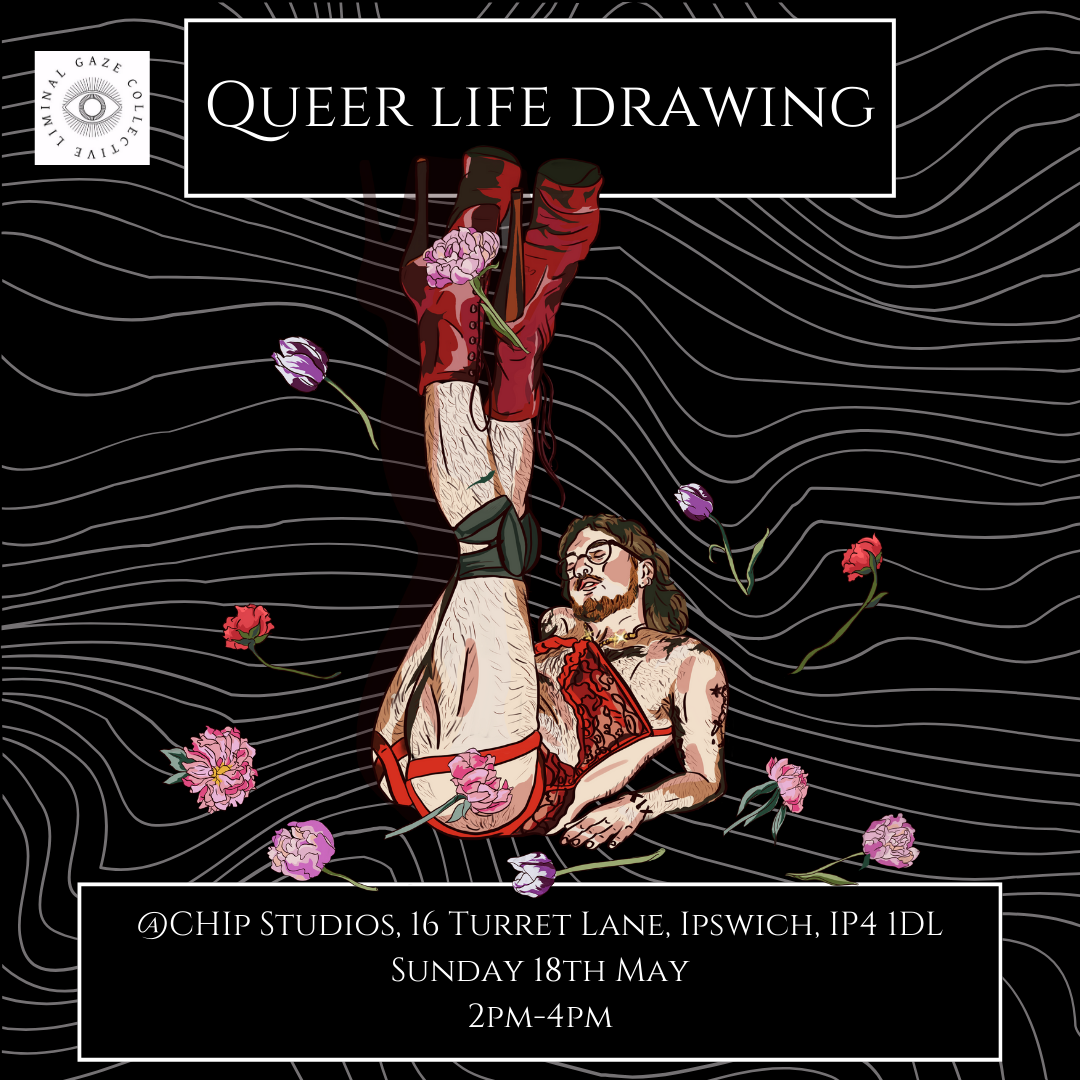 LIMINAL GAZE COLLECTIVE
Queer life drawing
@CHIp Studios, 16 Turret Lane, Ipswich, IP4 1DL
Sunday 18th May
2pm-4pm